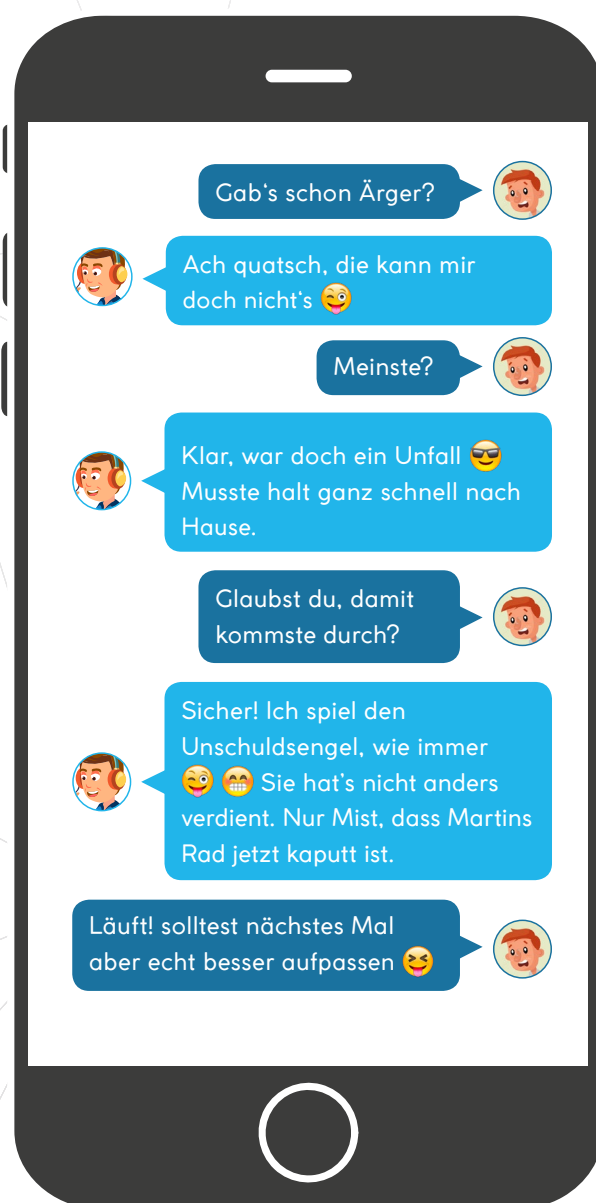 Gab‘s schon Ärger?
Ach quatsch, die kann mir
doch nicht‘s 😜
Meinste?
Klar, war doch ein Unfall 😎
Musste halt ganz schnell nach
Hause.
Glaubst du, damit
kommste durch?
Sicher! Ich spiel den
Unschuldsengel, wie immer
😜 😁 Sie hat’s nicht anders
verdient. Nur Mist, dass Martins
Rad jetzt kaputt ist.
Läuft! solltest nächstes Mal
aber echt besser aufpassen 😆